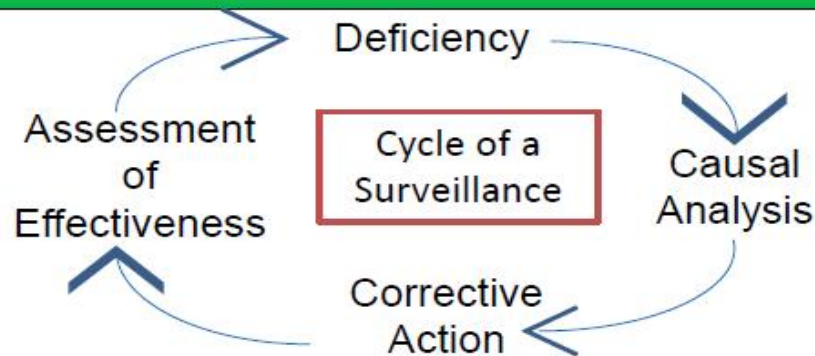 Deficiency
Assessment
of
Effectiveness
Cycle of a
Surveillance
Causal
Analysis
Corrective
Action